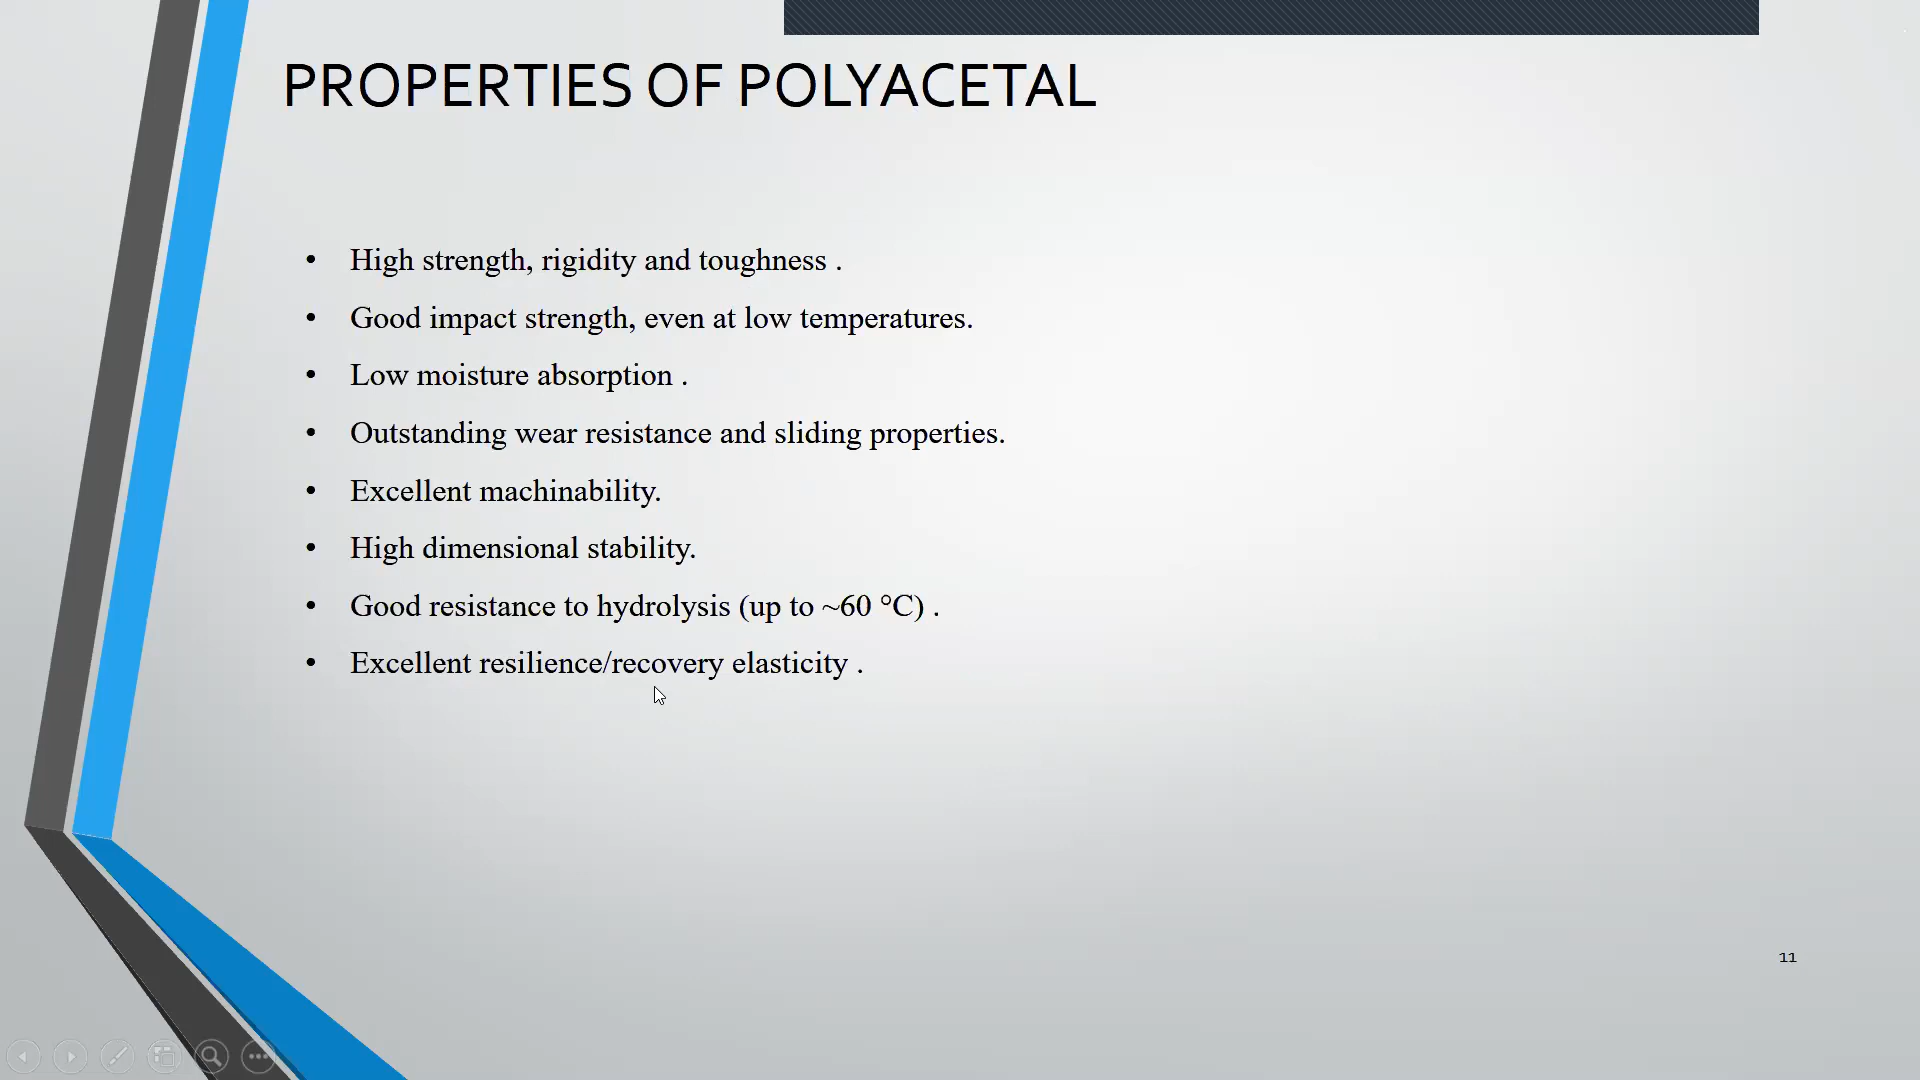 PROPERTIES OF POLYACETAL
• High strength, rigidity and toughness .
• Good impact strength, even at low temperatures.
• Low moisture absorption .
• Outstanding wear resistance and sliding properties.
• Excellent machinability.
• High dimensional stability.
• Good resistance to hydrolysis (up to ~60 °C) .
• Excellent resilience/recovery elasticity .
11